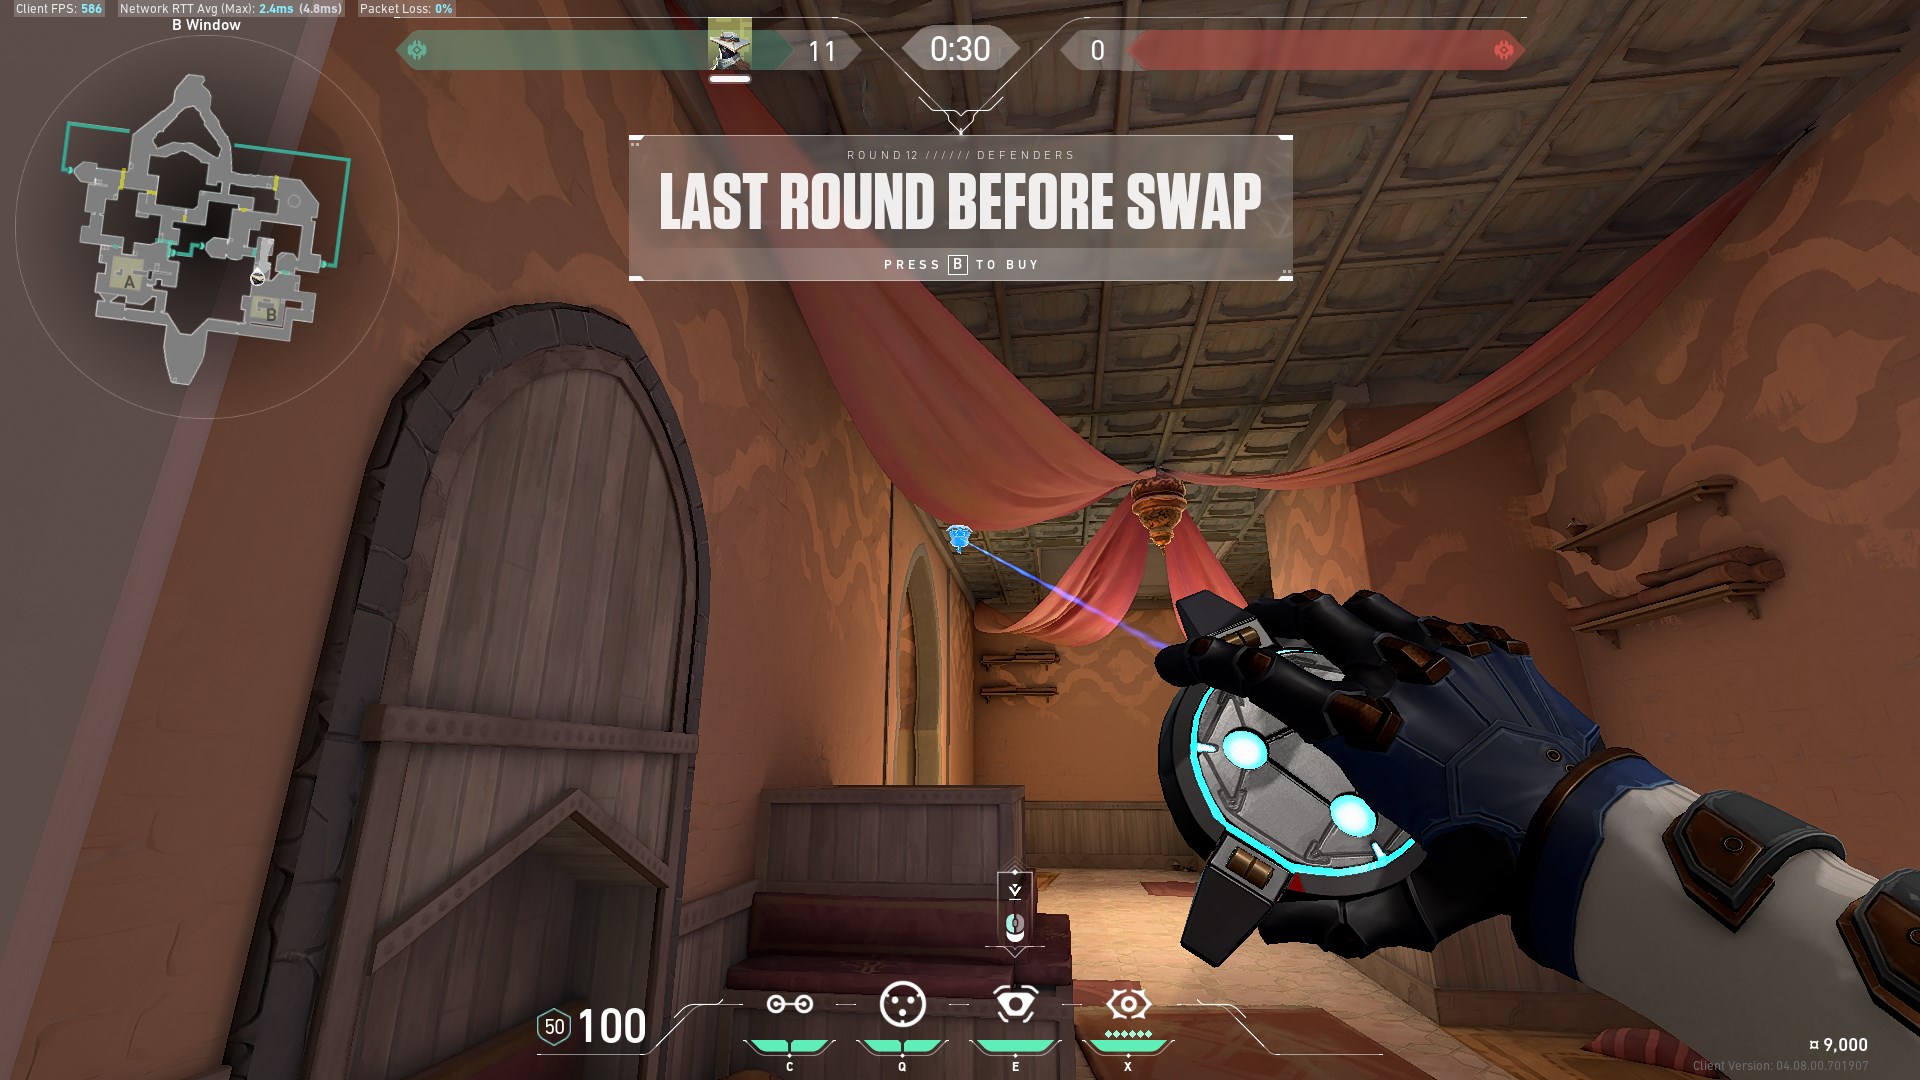 Client FPS: 586 Network RTT Avg (Max): 2.4ms (4.8ms) Packet Loss: 0%
B Window
11 0:30 0
ROUND 12 ////// DEFENDERS
LAST ROUND BEFORE SWAP
PRESS B TO BUY
A
B
50 100
C Q E X
¤ 9,000
Client Version: 04.08.00.701907